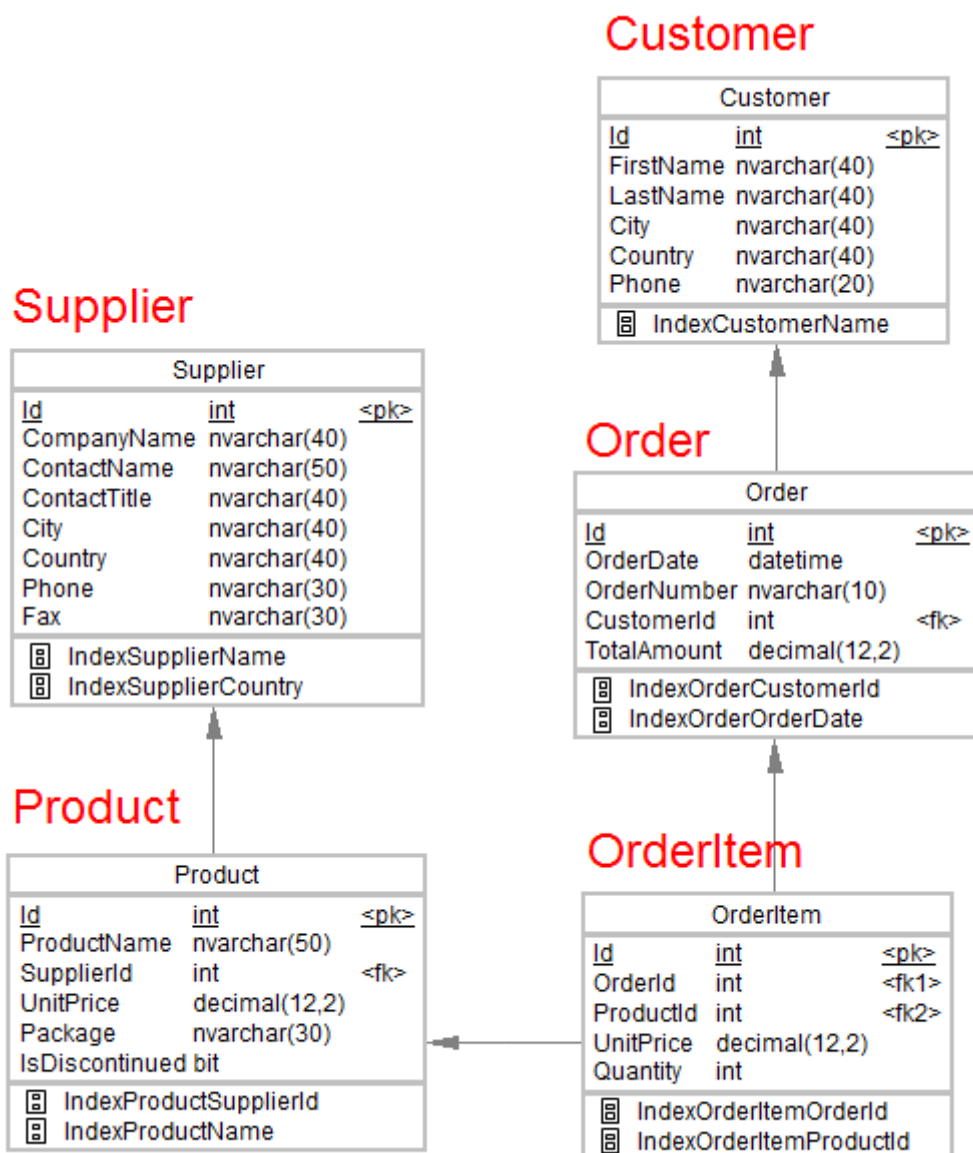 Customer
Customer
Id int <pk>
FirstName nvarchar(40)
LastName nvarchar(40)
City nvarchar(40)
Country nvarchar(40)
Phone nvarchar(20)
IndexCustomerName
Supplier
Supplier
Id int <pk>
CompanyName nvarchar(40)
ContactName nvarchar(50)
ContactTitle nvarchar(40)
City nvarchar(40)
Country nvarchar(40)
Phone nvarchar(30)
Fax nvarchar(30)
IndexSupplierName
IndexSupplierCountry
Order
Order
Id int <pk>
OrderDate datetime
OrderNumber nvarchar(10)
CustomerId int <fk>
TotalAmount decimal(12,2)
IndexOrderCustomerId
IndexOrderOrderDate
Product
Product
Id int <pk>
ProductName nvarchar(50)
SupplierId int <fk>
UnitPrice decimal(12,2)
Package nvarchar(30)
IsDiscontinued bit
IndexProductSupplierId
IndexProductName
OrderItem
OrderItem
Id int <pk>
OrderId int <fk1>
ProductId int <fk2>
UnitPrice decimal(12,2)
Quantity int
IndexOrderItemOrderId
IndexOrderItemProductId